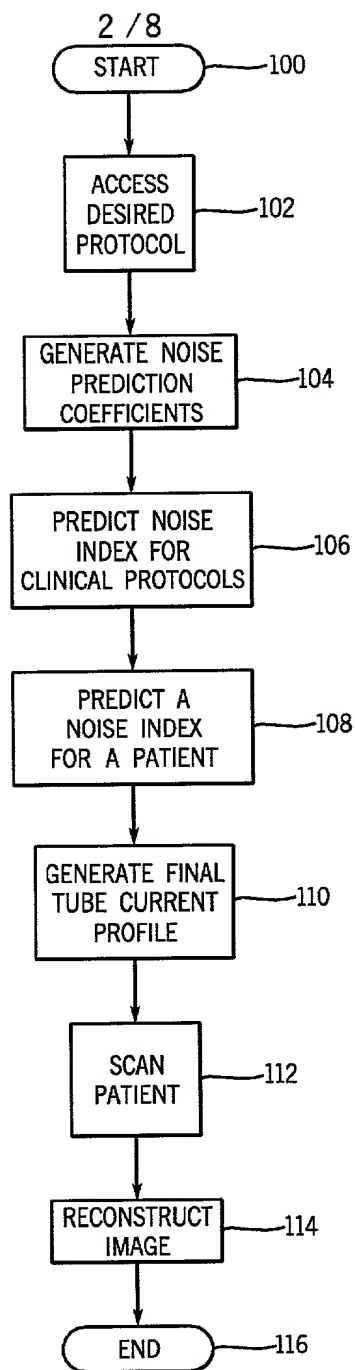 2 / 8
START
100
ACCESS
DESIRED
PROTOCOL
102
GENERATE NOISE
PREDICTION
COEFFICIENTS
104
PREDICT NOISE
INDEX FOR
CLINICAL PROTOCOLS
106
PREDICT A
NOISE INDEX
FOR A PATIENT
108
GENERATE FINAL
TUBE CURRENT
PROFILE
110
SCAN
PATIENT
112
RECONSTRUCT
IMAGE
114
END
116